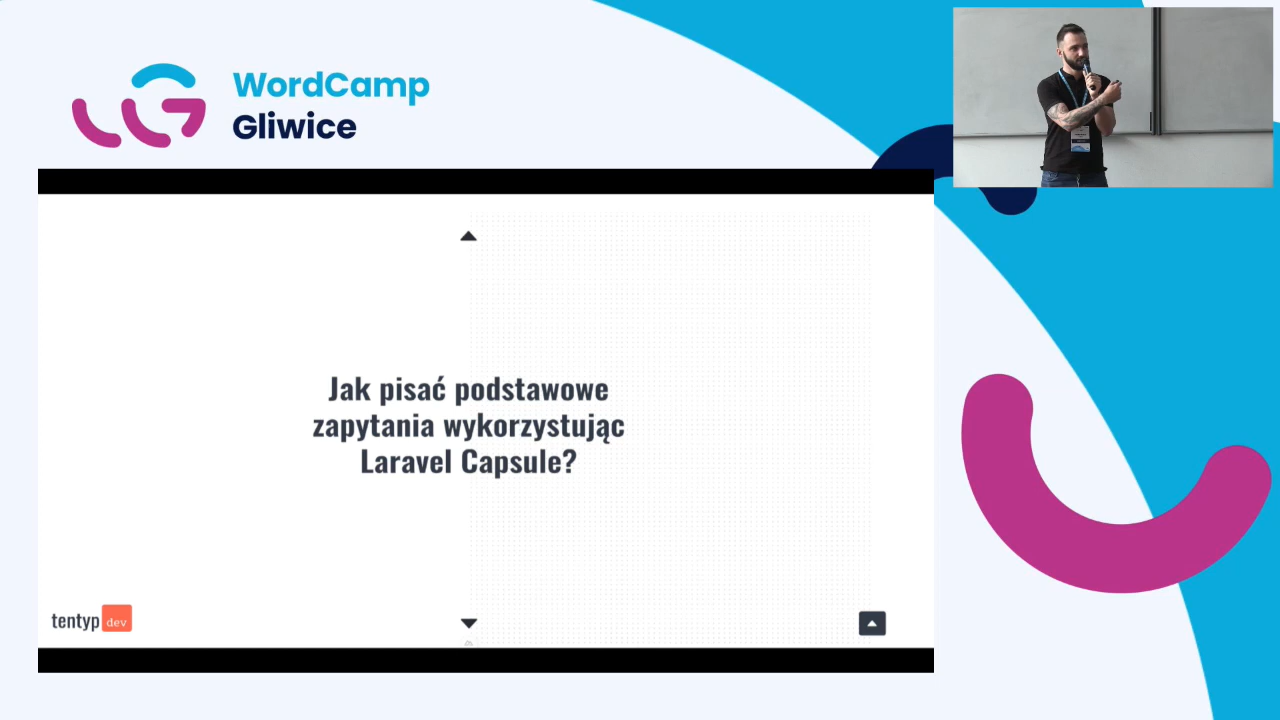 WordCamp
Gliwice
Jak pisać podstawowe
zapytania wykorzystując
Laravel Capsule?
tentyp dev